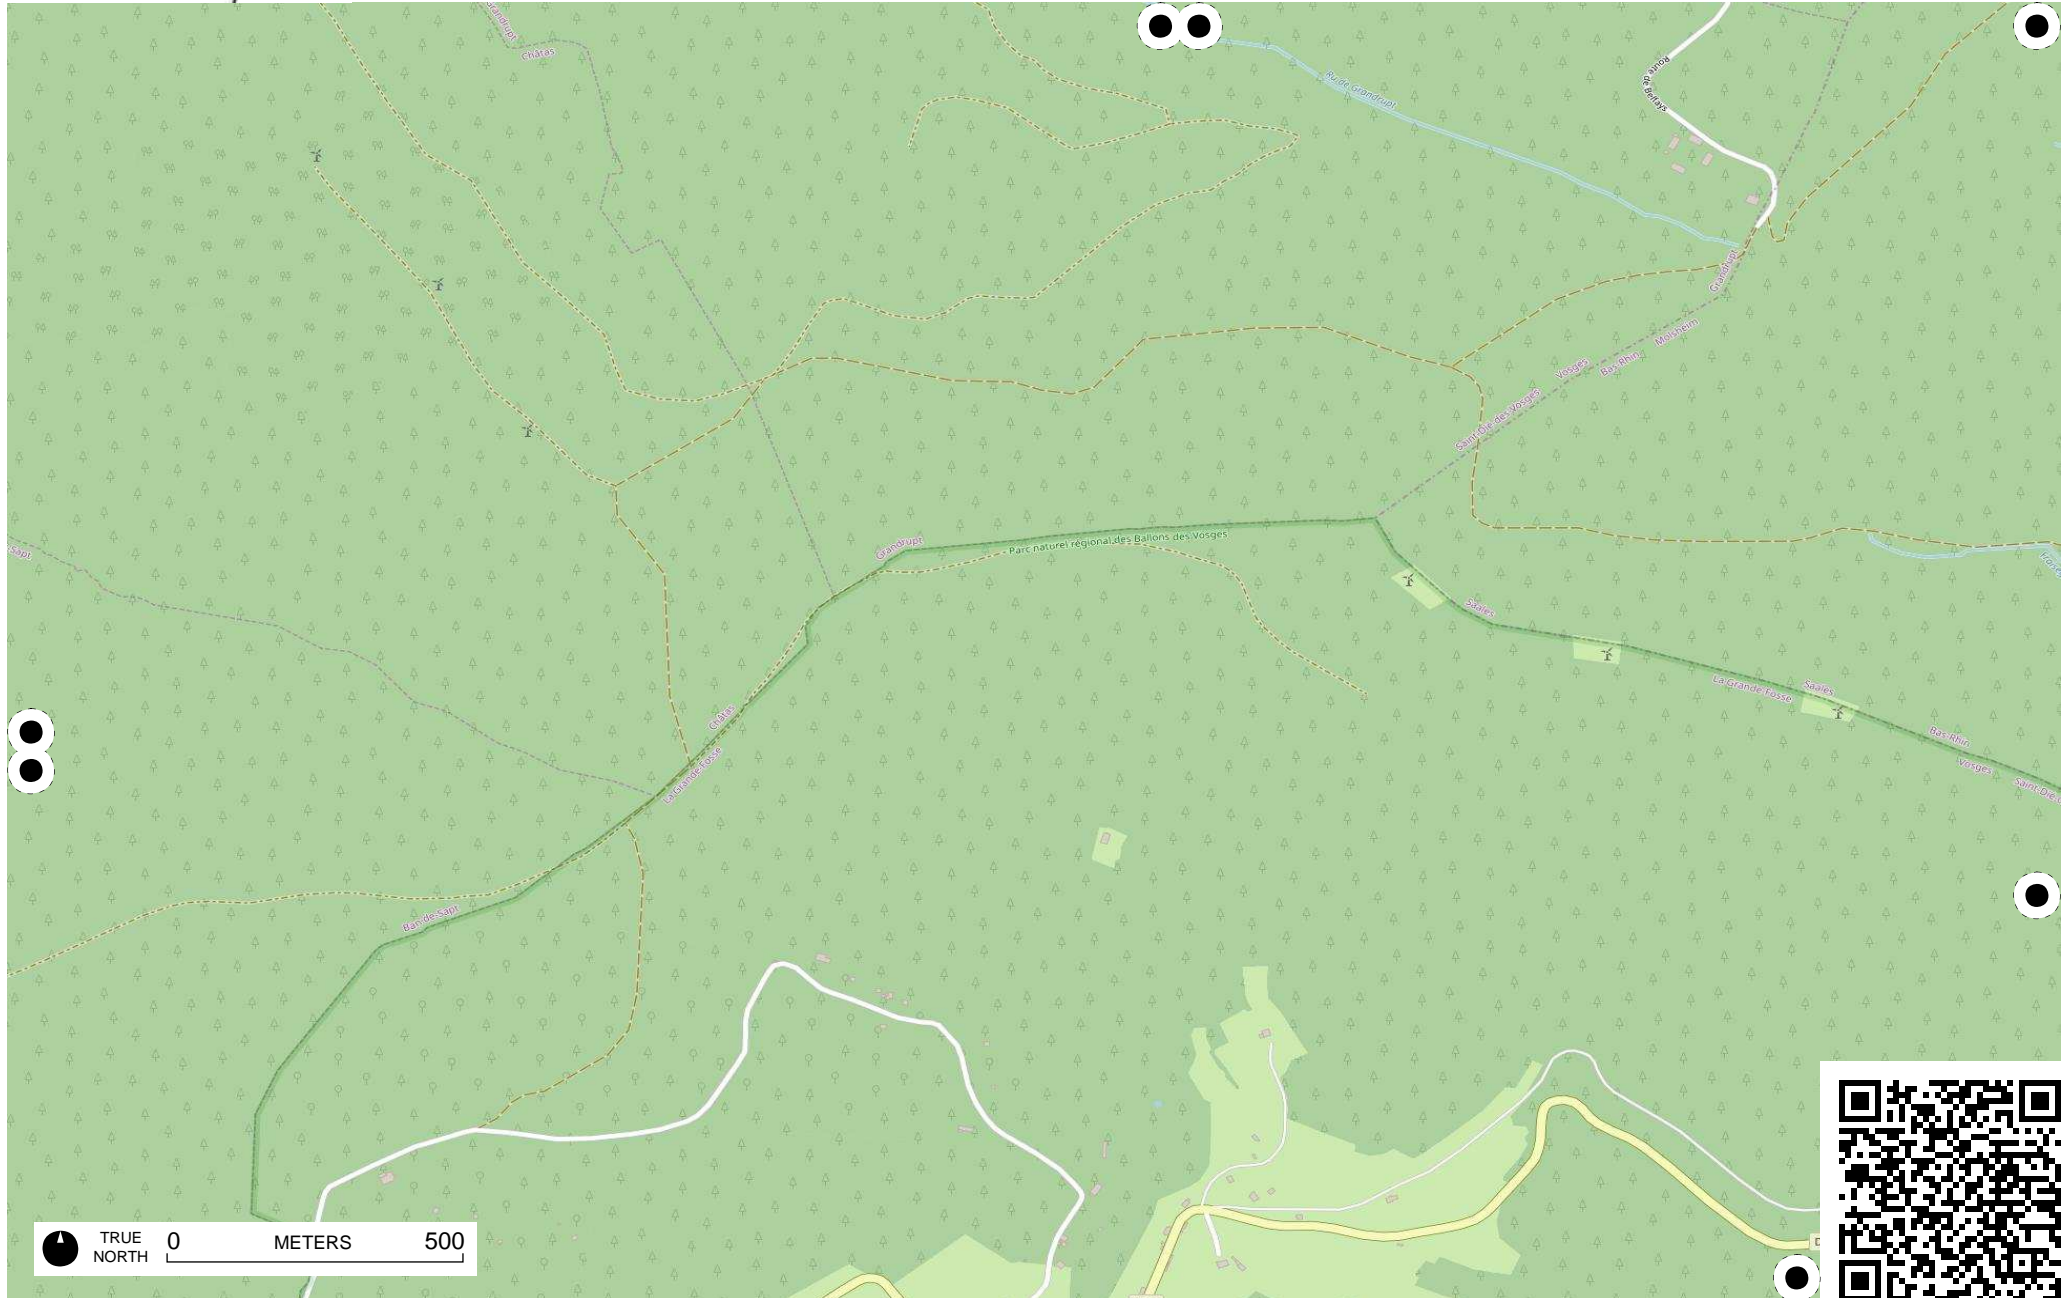 Grandrupt
Châtas
Ru de Grandrupt
Route
de Belfays
Grandrupt
Molsheim
Vosges
Bas-Rhin
Saint-Dié-des-Vosges
Grandrupt
Parc naturel régional des Ballons des Vosges
Saales
La Grande-Fosse
Saales
Bas-Rhin
Vosges
Châtas
La Grande-Fosse
Ban-de-Sapt
TRUE
NORTH
0 METERS 500